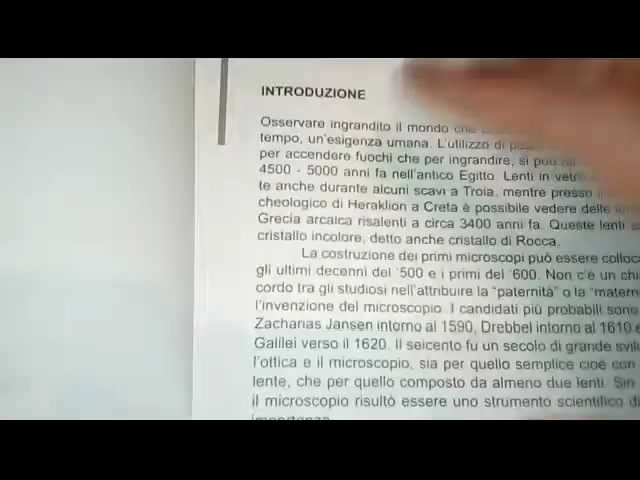 INTRODUZIONE
Osservare ingrandito il mondo che
tempo, un'esigenza umana. L'utilizzo di
per accendere fuochi che per ingrandire, si può
4500 - 5000 anni fa nell'antico Egitto. Lenti in
te anche durante alcuni scavi a Troia, mentre presso
cheologico di Heraklion a Creta è possibile vedere delle
Grecia arcaica risalenti a circa 3400 anni fa. Queste lenti
cristallo incolore, detto anche cristallo di Rocca.
La costruzione dei primi microscopi può essere colloca
gli ultimi decenni del '500 e i primi del '600. Non c'è un
cordo tra gli studiosi nell'attribuire la "paternità" o la
l'invenzione del microscopio. I candidati più probabili sono
Zacharias Jansen intorno al 1590, Drebbel intorno al 1610 e
Galilei verso il 1620. Il seicento fu un secolo di grande
l'ottica e il microscopio, sia per quello semplice cioè con
lente, che per quello composto da almeno due lenti. Sin
il microscopio risultò essere uno strumento scientifico di